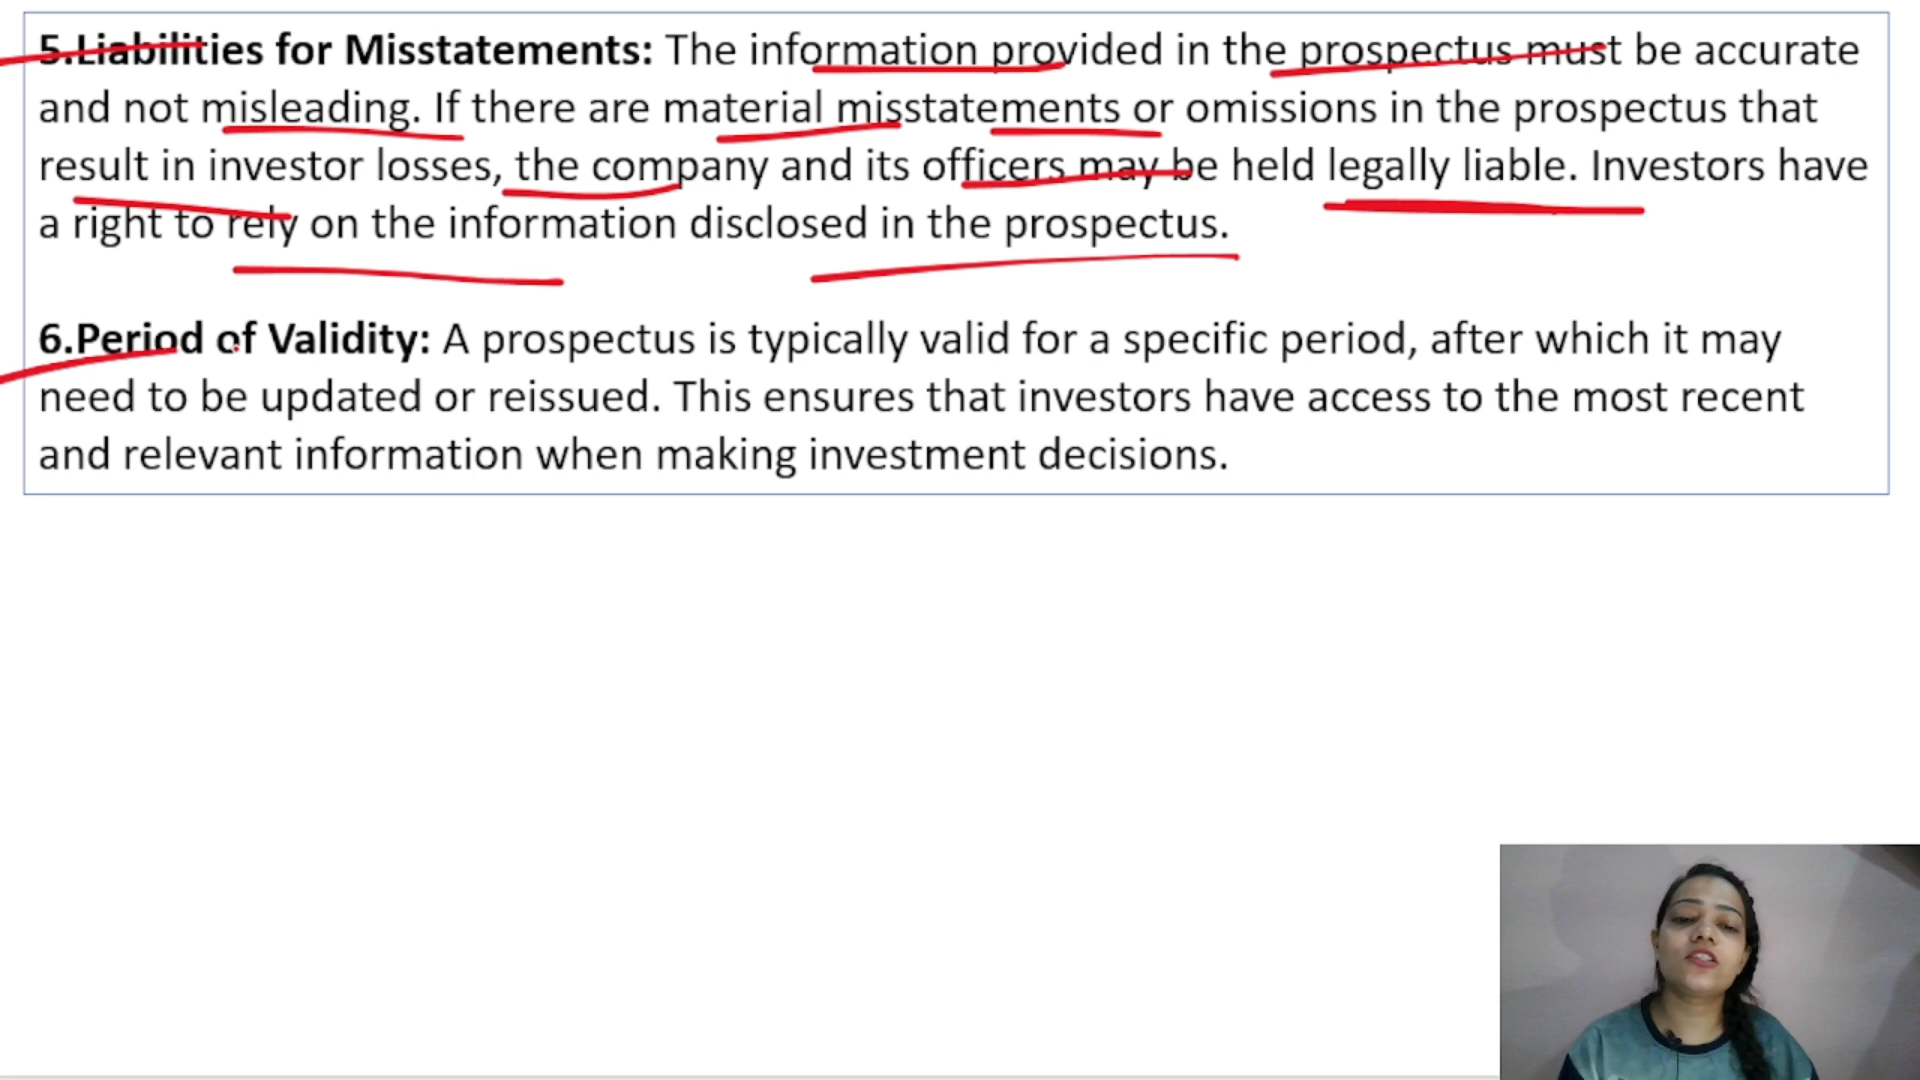 5.Liabilities for Misstatements: The information provided in the prospectus must be accurate
and not misleading. If there are material misstatements or omissions in the prospectus that
result in investor losses, the company and its officers may be held legally liable. Investors have
a right to rely on the information disclosed in the prospectus.
6.Period of Validity: A prospectus is typically valid for a specific period, after which it may
need to be updated or reissued. This ensures that investors have access to the most recent
and relevant information when making investment decisions.